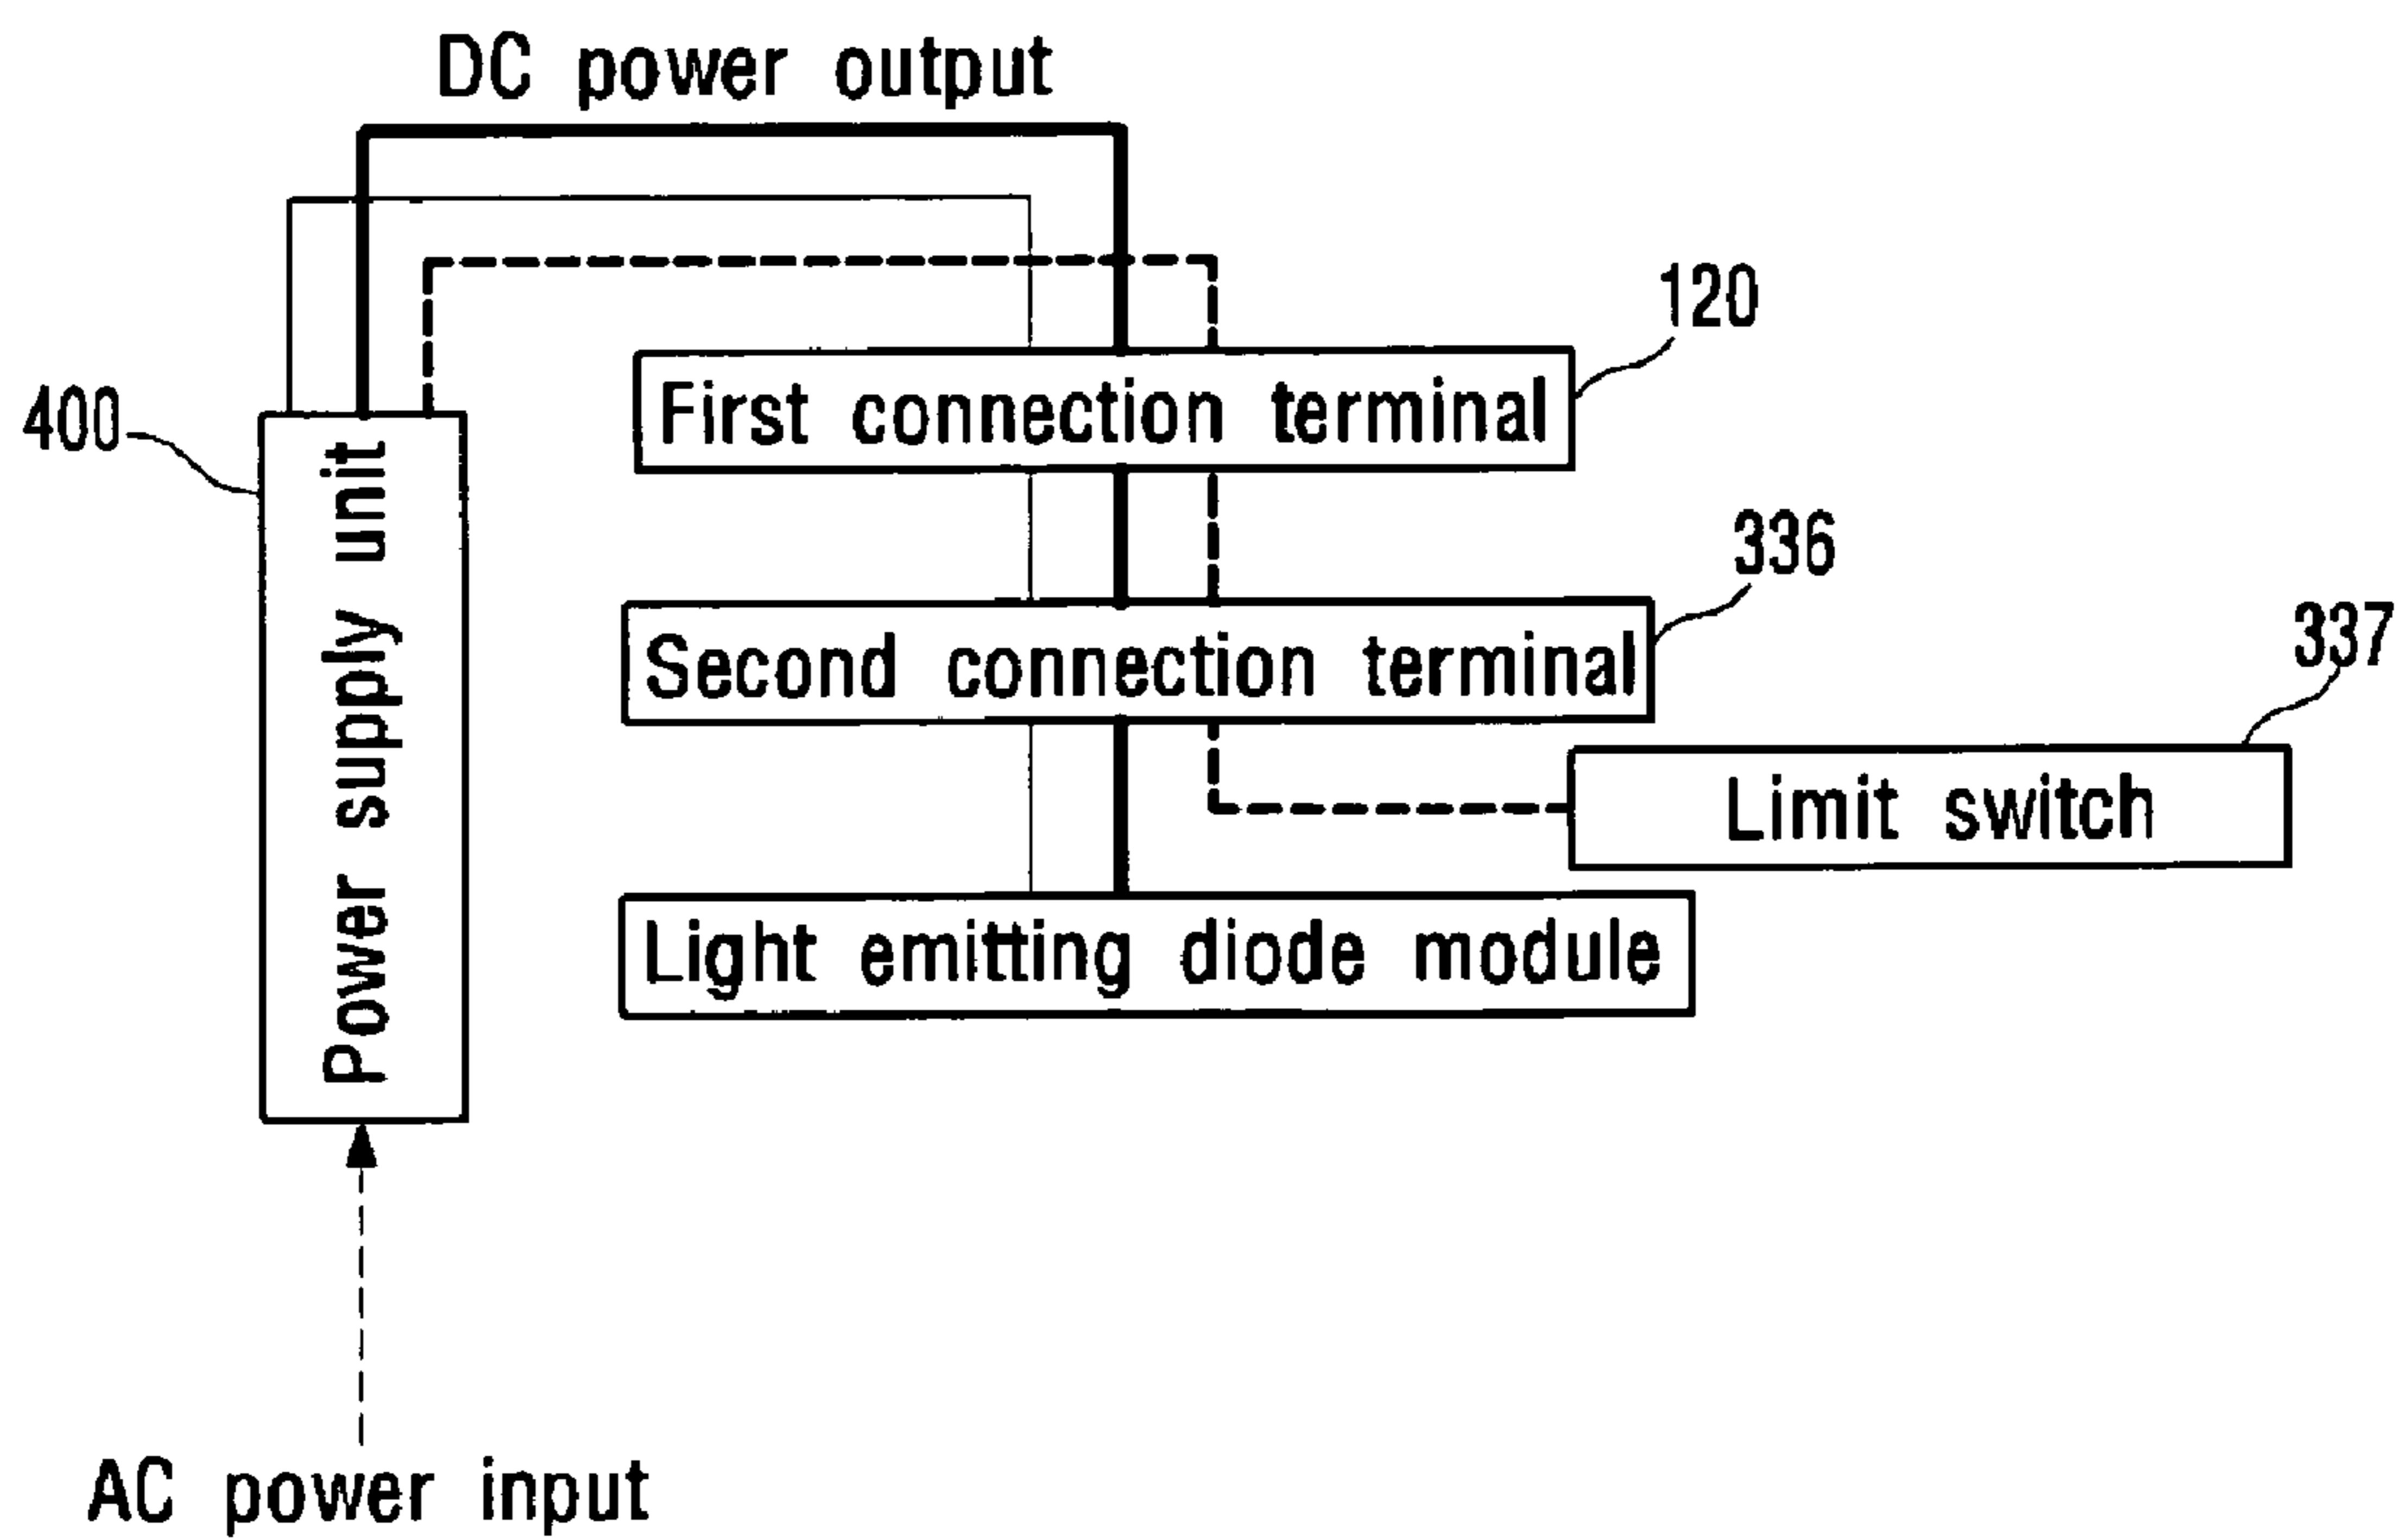 DC power output
120
First connection terminal
400
Power supply unit
336
Second connection terminal
337
Limit switch
Light emitting diode module
AC power input